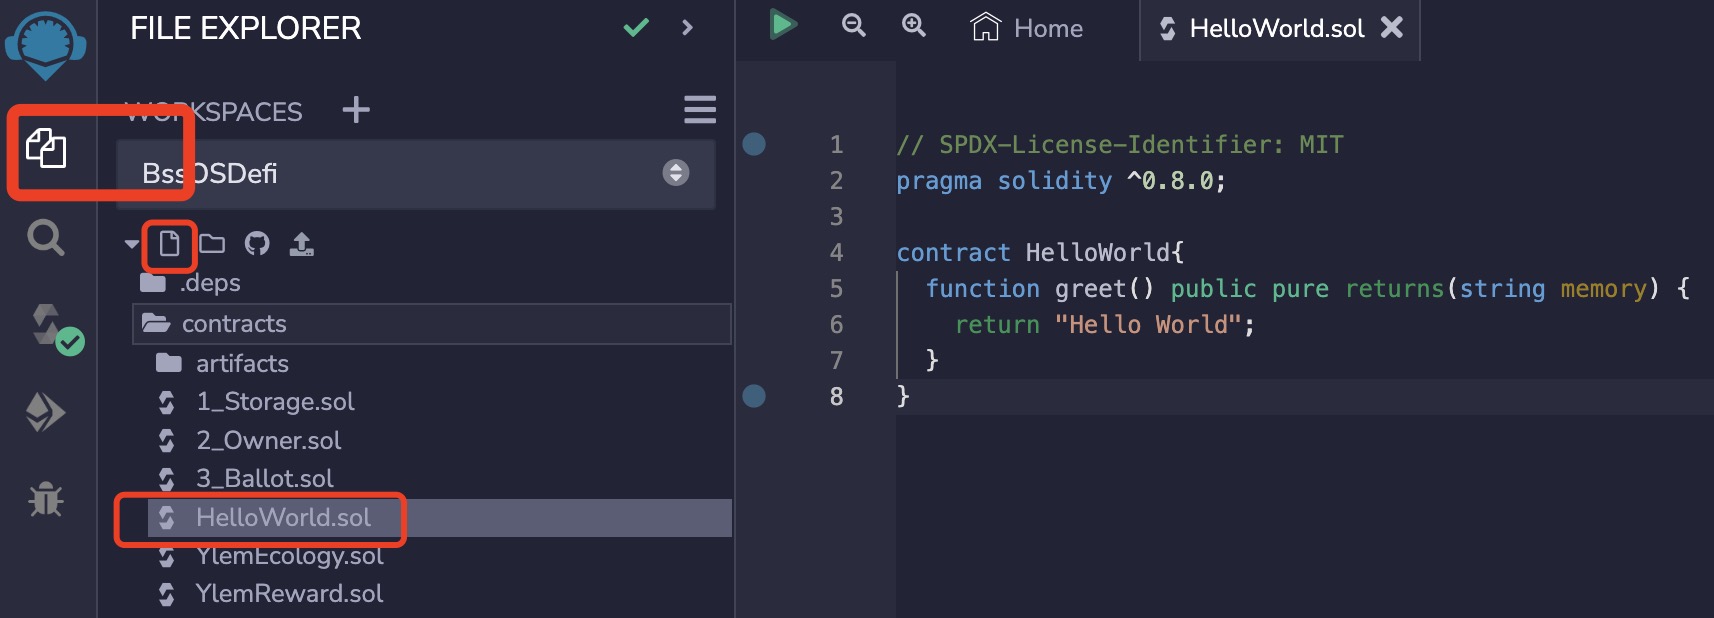 FILE EXPLORER
WORKSPACES
BssOSDefi
.deps
contracts
artifacts
1_Storage.sol
2_Owner.sol
3_Ballot.sol
HelloWorld.sol
YlemEcology.sol
YlemReward.sol
Home
HelloWorld.sol
1 // SPDX-License-Identifier: MIT
2 pragma solidity ^0.8.0;
3
4 contract HelloWorld{
5 function greet() public pure returns(string memory) {
6 return "Hello World";
7 }
8 }